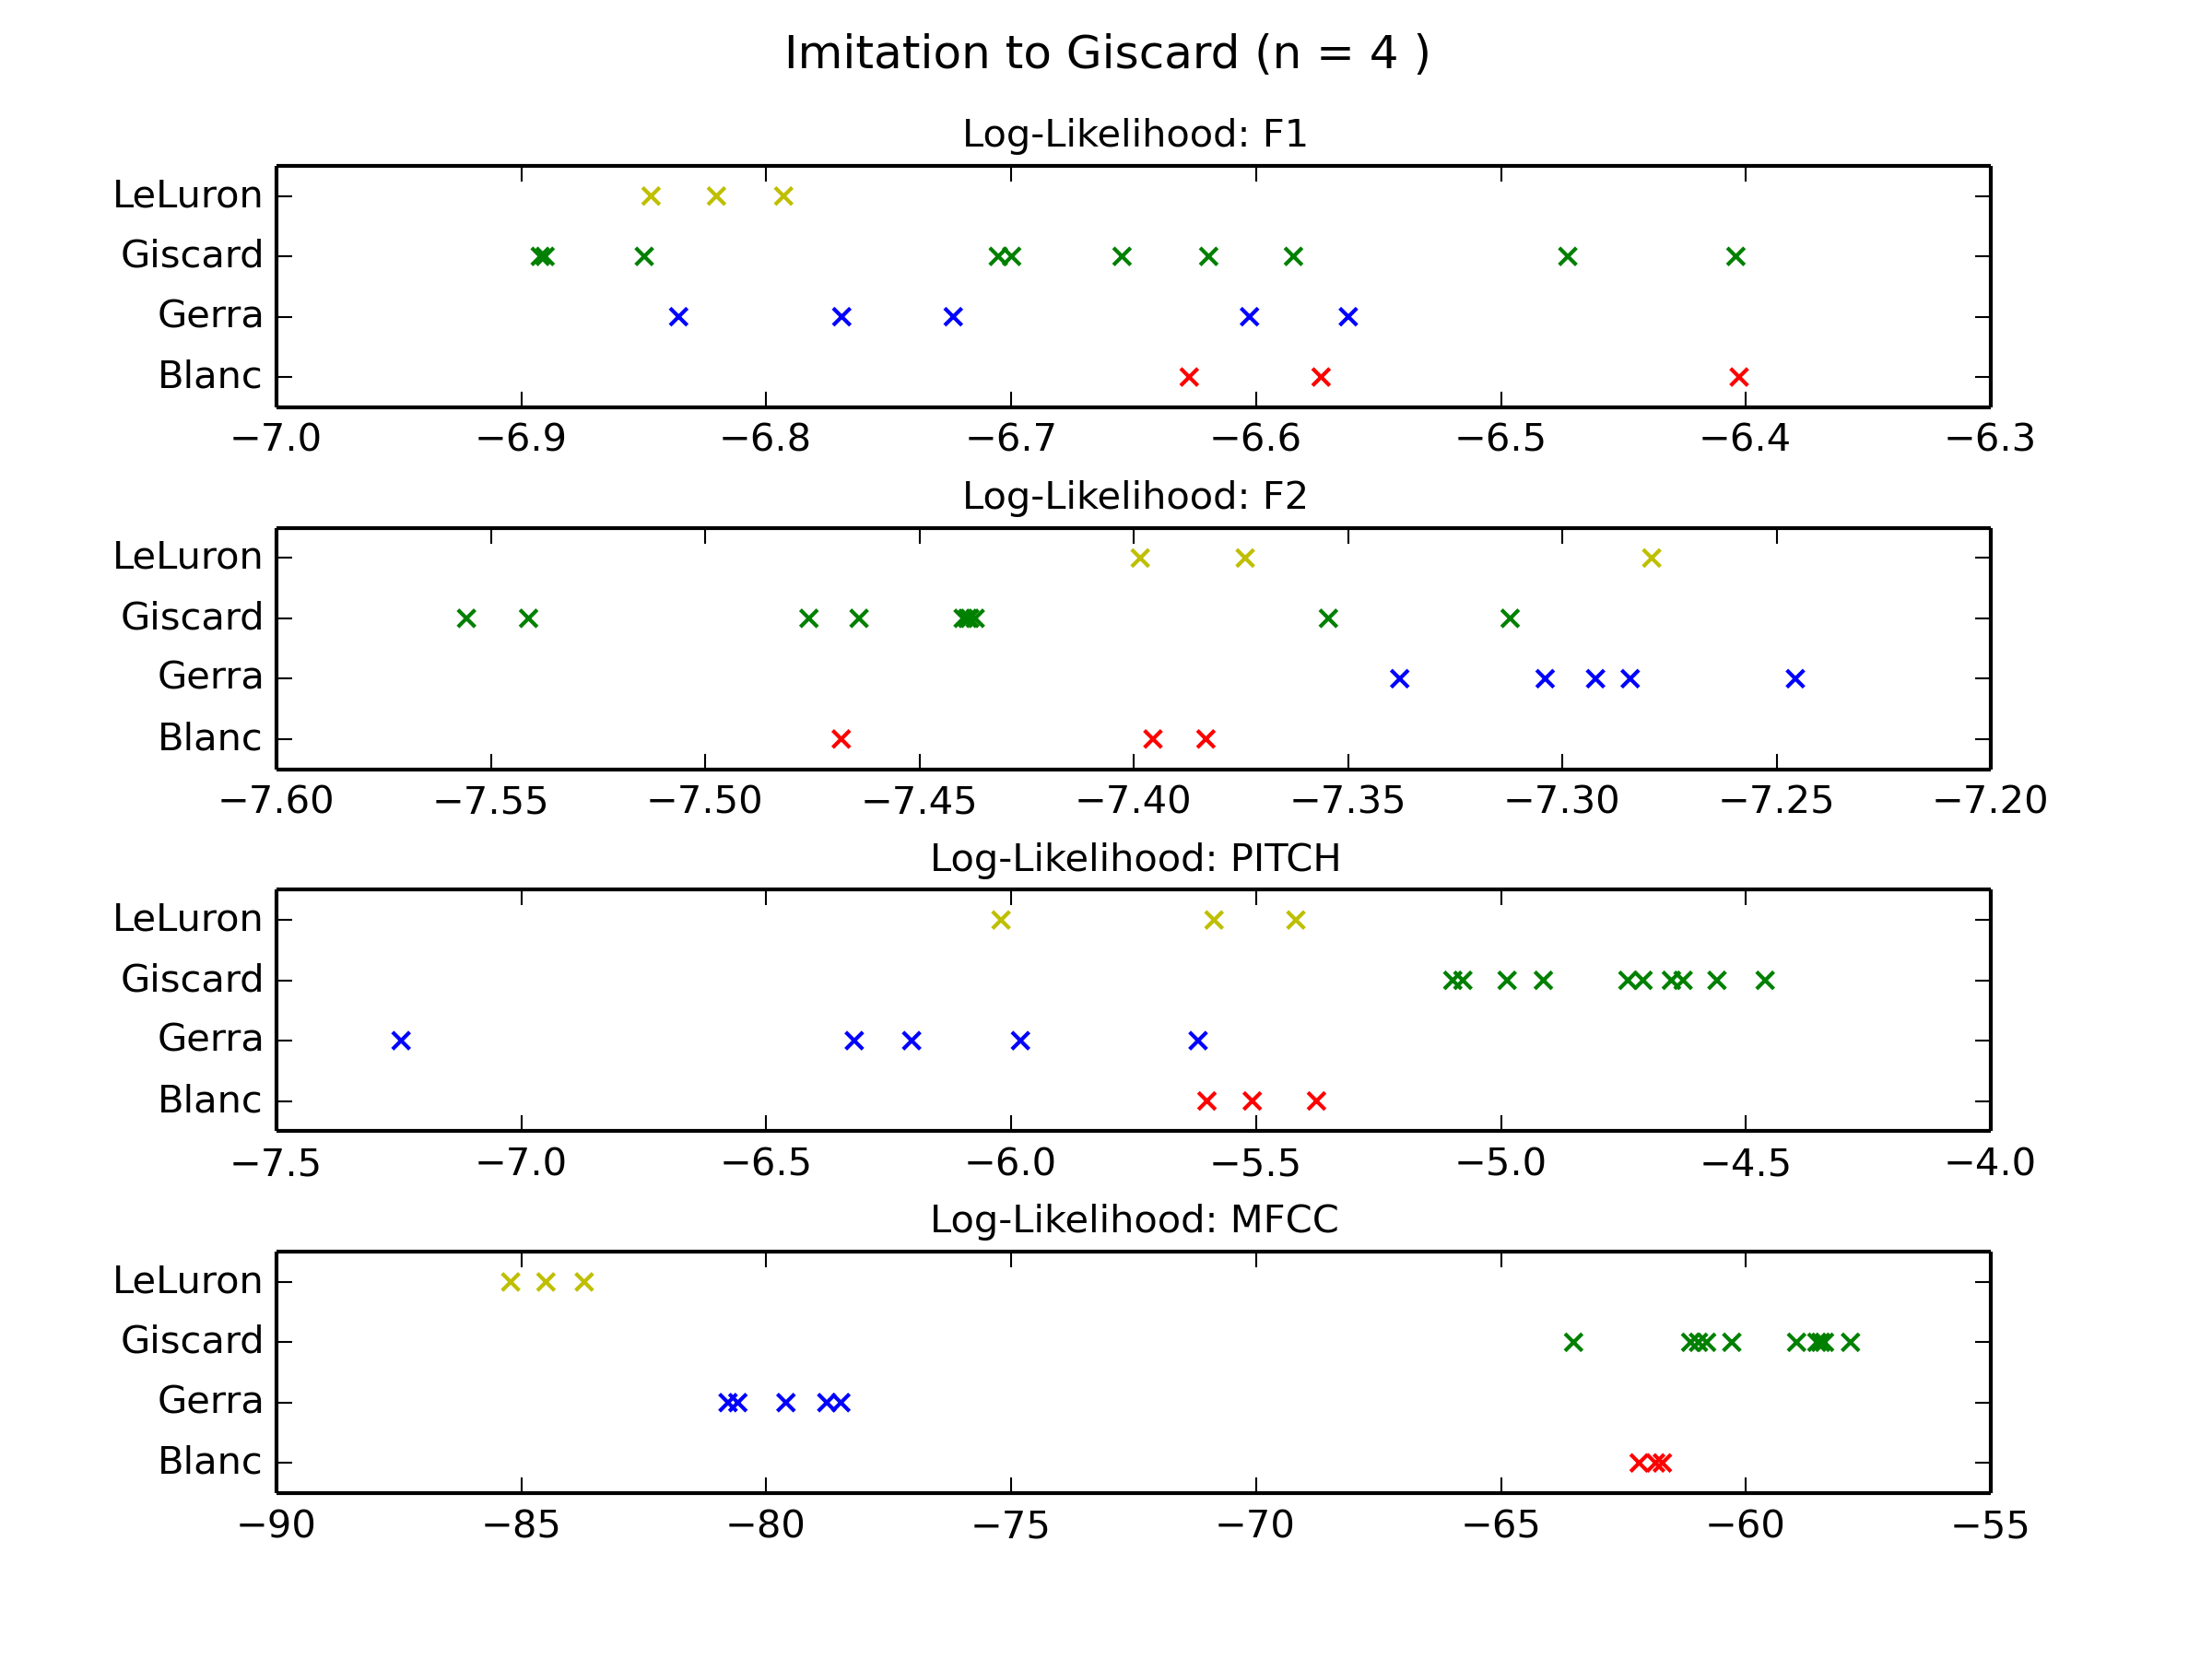 Imitation to Giscard (n = 4 )
Log-Likelihood: F1
LeLuron
Giscard
Gerra
Blanc
−7.0 −6.9 −6.8 −6.7 −6.6 −6.5 −6.4 −6.3
Log-Likelihood: F2
LeLuron
Giscard
Gerra
Blanc
−7.60 −7.55 −7.50 −7.45 −7.40 −7.35 −7.30 −7.25 −7.20
Log-Likelihood: PITCH
LeLuron
Giscard
Gerra
Blanc
−7.5 −7.0 −6.5 −6.0 −5.5 −5.0 −4.5 −4.0
Log-Likelihood: MFCC
LeLuron
Giscard
Gerra
Blanc
−90 −85 −80 −75 −70 −65 −60 −55